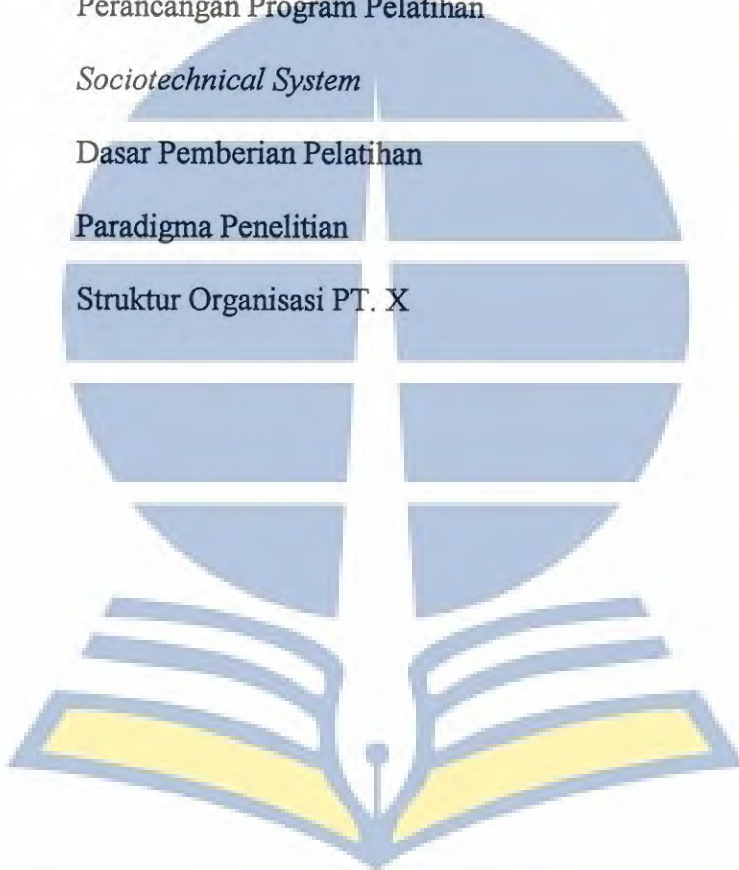 Perancangan Program Pelatihan
Sociotechnical System
Dasar Pemberian Pelatihan
Paradigma Penelitian
Struktur Organisasi PT. X